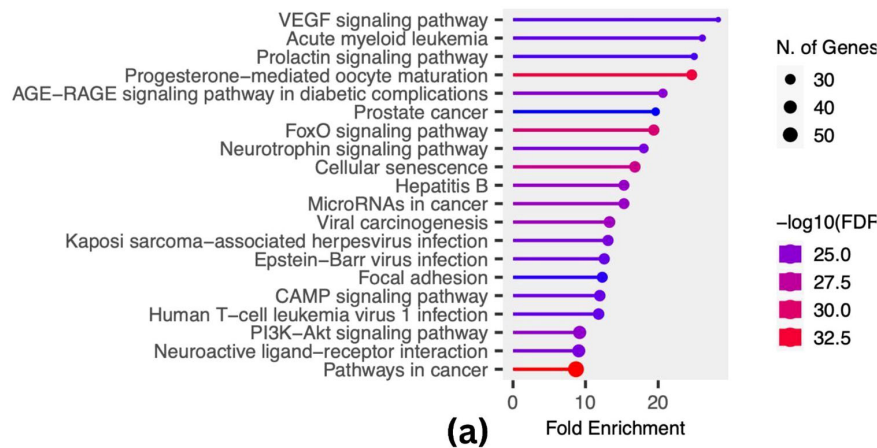 VEGF signaling pathway
Acute myeloid leukemia
Prolactin signaling pathway
Progesterone−mediated oocyte maturation
AGE−RAGE signaling pathway in diabetic complications
Prostate cancer
FoxO signaling pathway
Neurotrophin signaling pathway
Cellular senescence
Hepatitis B
MicroRNAs in cancer
Viral carcinogenesis
Kaposi sarcoma−associated herpesvirus infection
Epstein−Barr virus infection
Focal adhesion
CAMP signaling pathway
Human T−cell leukemia virus 1 infection
PI3K−Akt signaling pathway
Neuroactive ligand−receptor interaction
Pathways in cancer
0 10 20
Fold Enrichment
(a)
N. of Genes
30
40
50
−log10(FDR
25.0
27.5
30.0
32.5